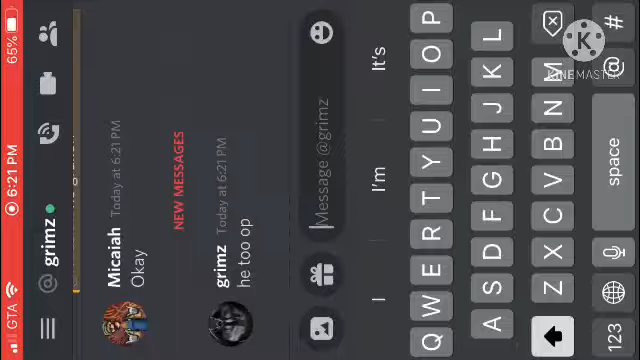 GTA 6:21 PM 65%
@grimz
Micaiah Today at 6:21 PM
Okay
NEW MESSAGES
grimz Today at 6:21 PM
he too op
Message @grimz
I I'm It's
Q W E R T Y U I O P
A S D F G H J K L
Z X C V B N M
123 space @ #
K
KINEMASTER